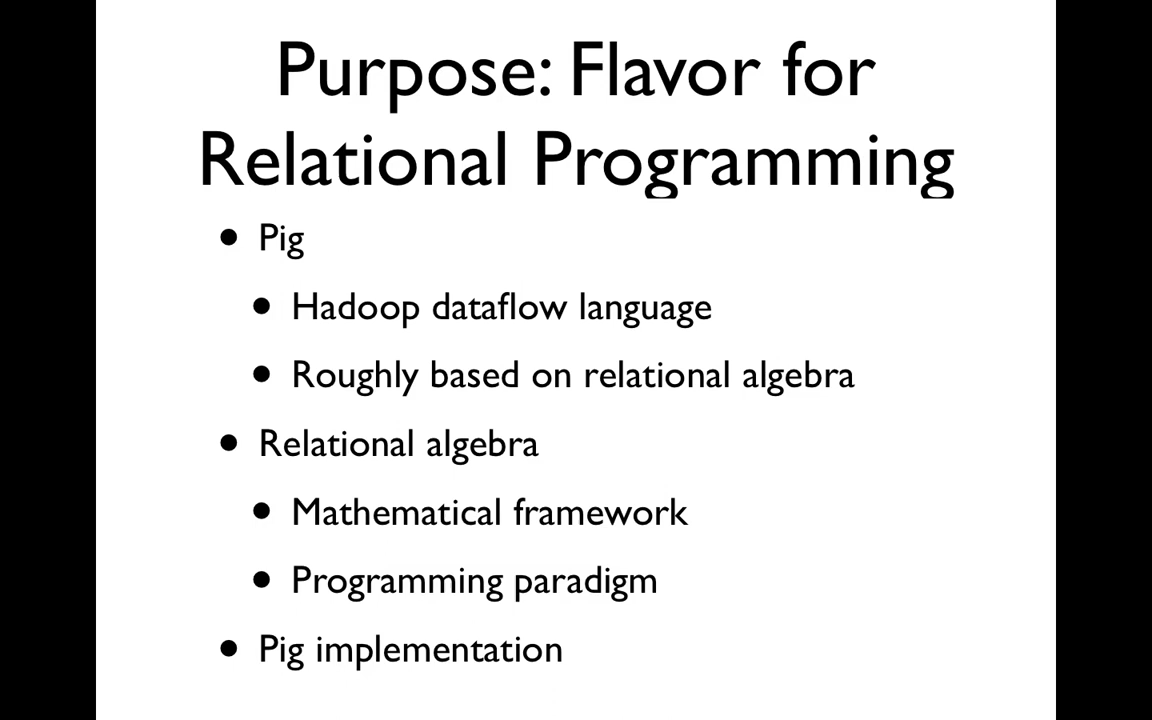 Purpose: Flavor for
Relational Programming
• Pig
• Hadoop dataflow language
• Roughly based on relational algebra
• Relational algebra
• Mathematical framework
• Programming paradigm
• Pig implementation